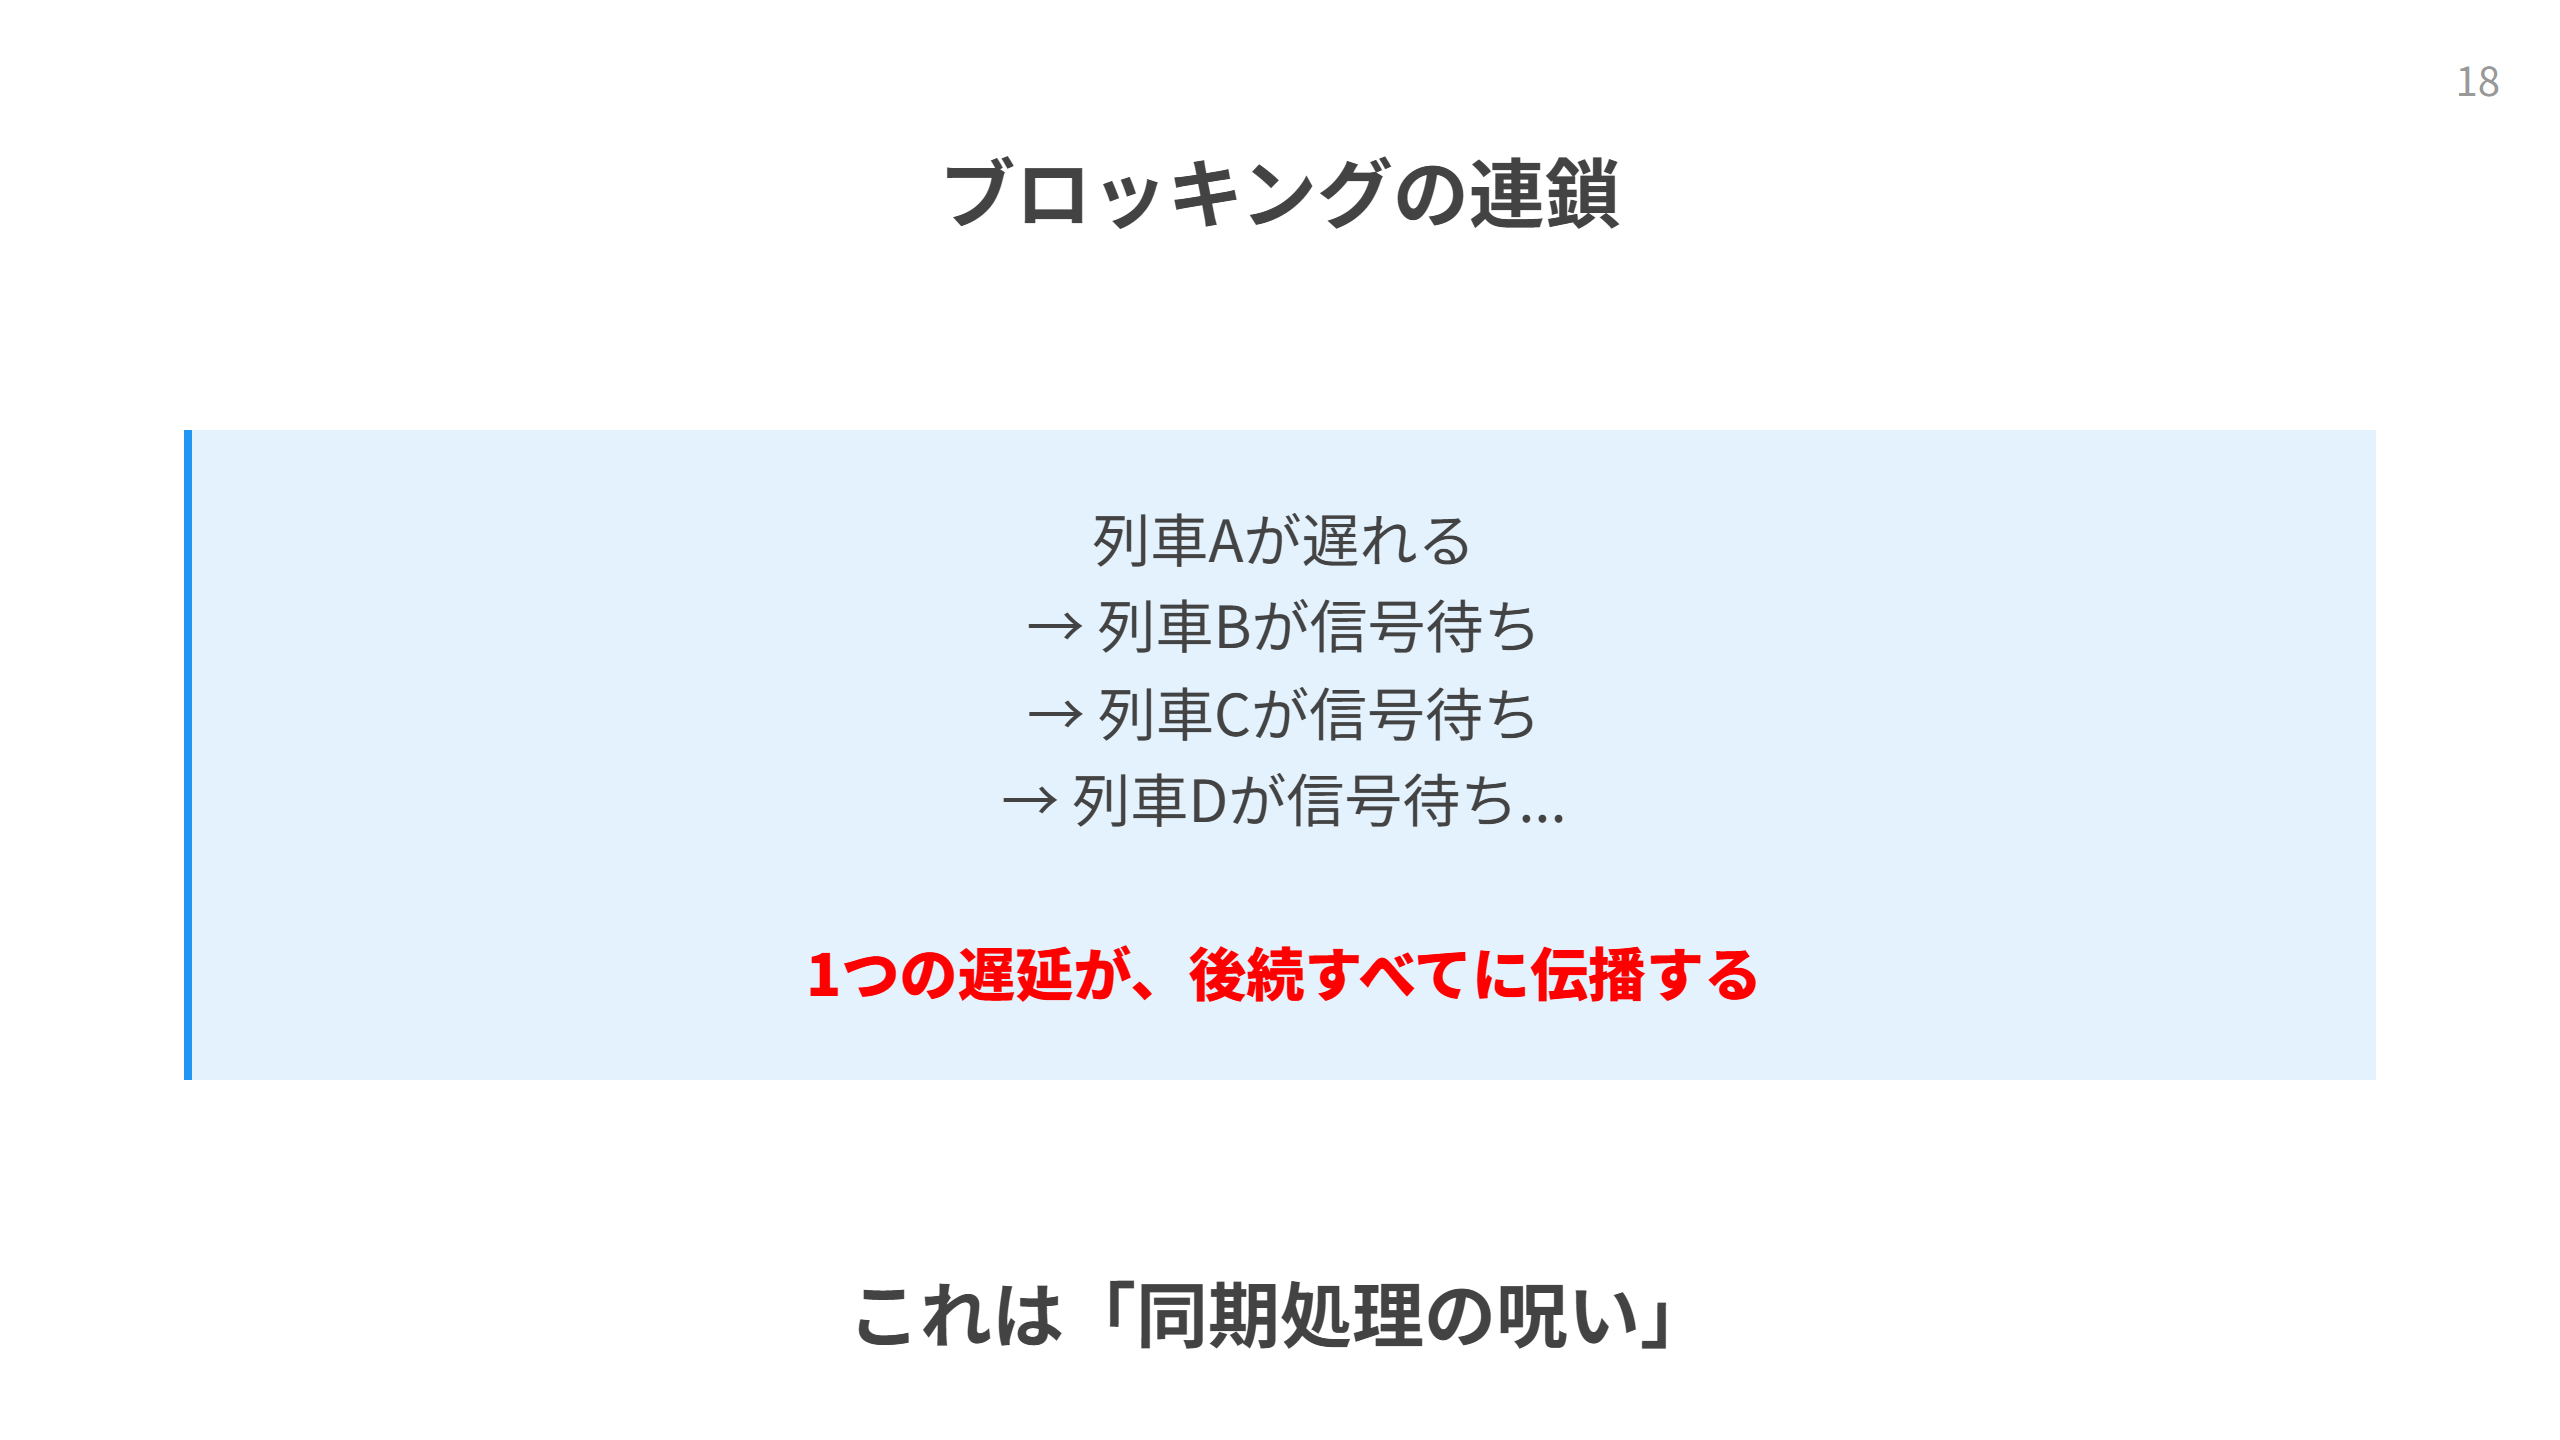 18
ブロッキングの連鎖
列車Aが遅れる
→ 列車Bが信号待ち
→ 列車Cが信号待ち
→ 列車Dが信号待ち...
1つの遅延が、後続すべてに伝播する
これは「同期処理の呪い」